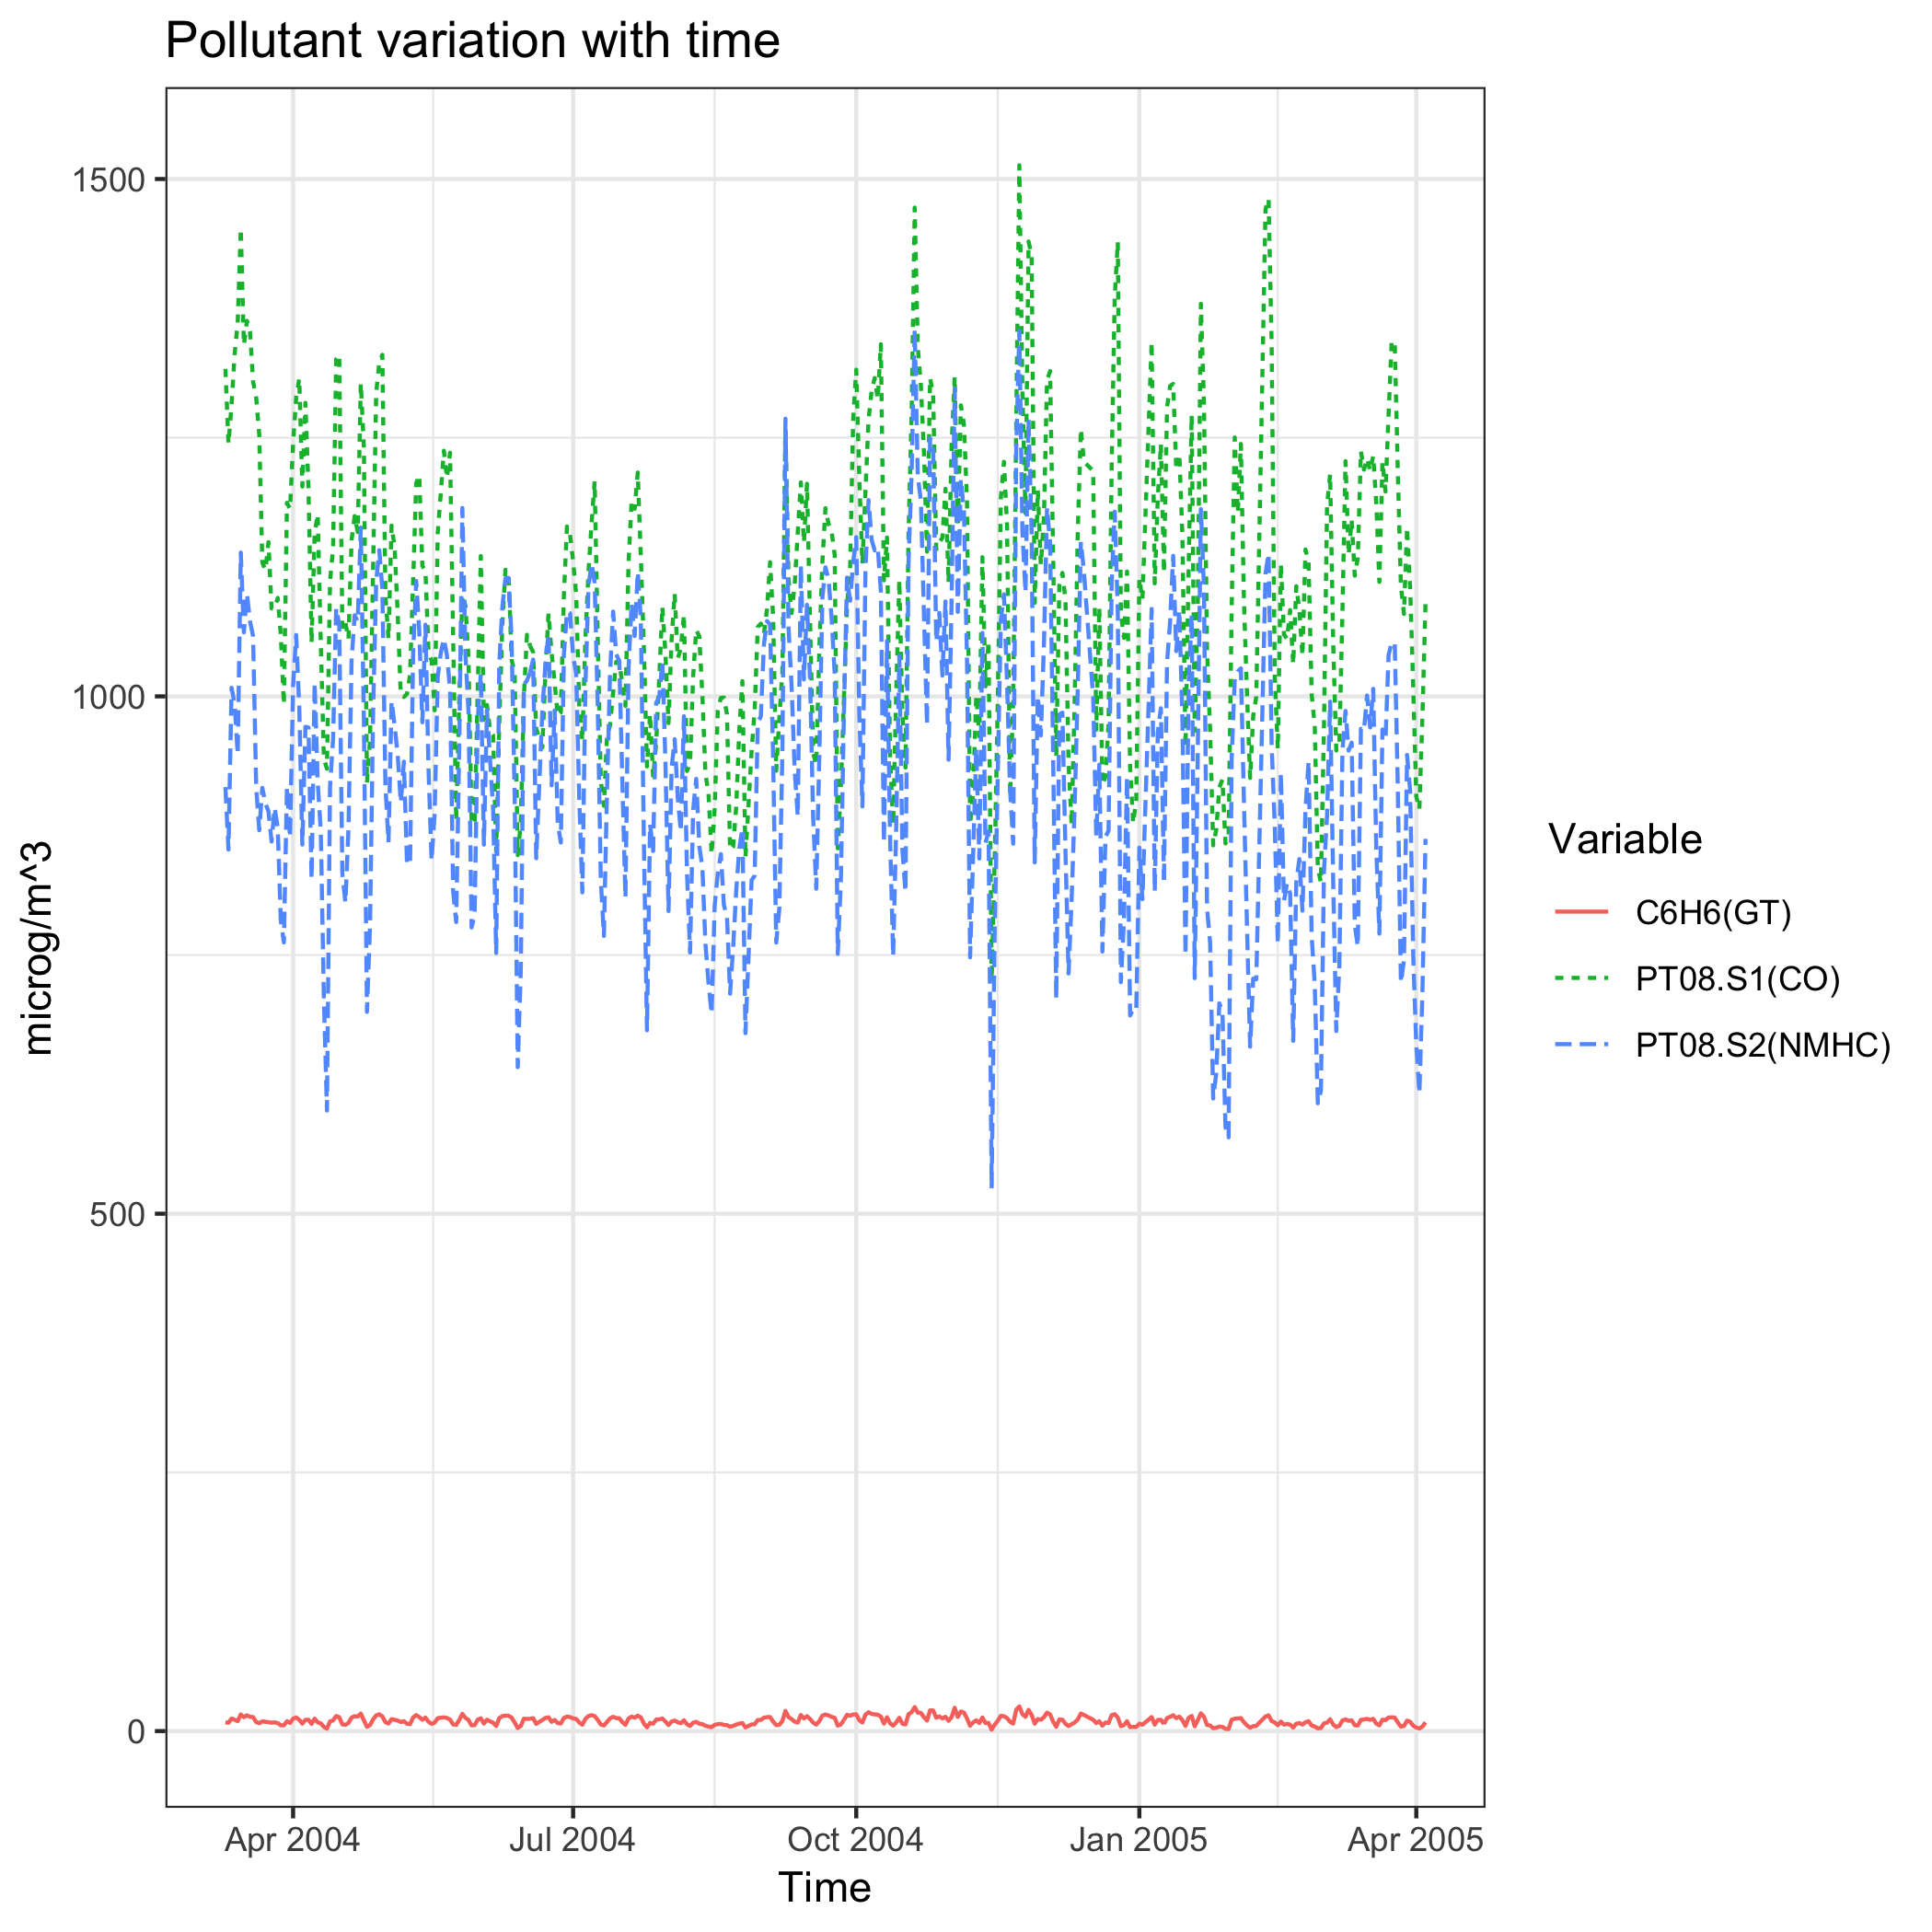 Pollutant variation with time
microg/m^3
1500
1000
500
0
Apr 2004
Jul 2004
Oct 2004
Jan 2005
Apr 2005
Time
Variable
C6H6(GT)
PT08.S1(CO)
PT08.S2(NMHC)